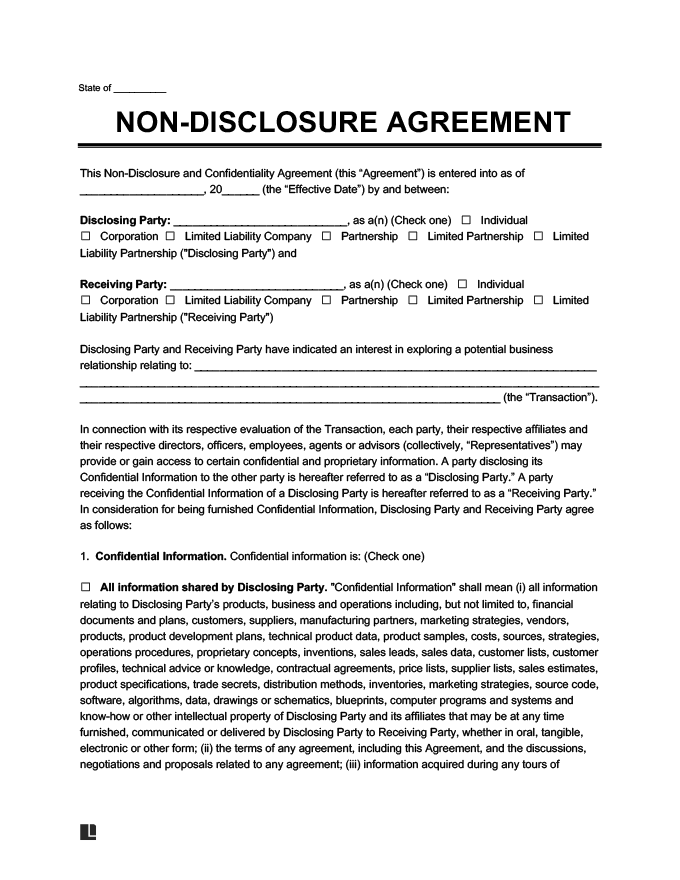 State of __________
NON-DISCLOSURE AGREEMENT
This Non-Disclosure and Confidentiality Agreement (this “Agreement”) is entered into as of
____________________, 20______ (the “Effective Date”) by and between:
Disclosing Party: ____________________________, as a(n) (Check one) ☐ Individual
☐ Corporation ☐ Limited Liability Company ☐ Partnership ☐ Limited Partnership ☐ Limited
Liability Partnership ("Disclosing Party") and
Receiving Party: ____________________________, as a(n) (Check one) ☐ Individual
☐ Corporation ☐ Limited Liability Company ☐ Partnership ☐ Limited Partnership ☐ Limited
Liability Partnership ("Receiving Party")
Disclosing Party and Receiving Party have indicated an interest in exploring a potential business
relationship relating to: _________________________________________________________________
____________________________________________________________________________________
____________________________________________________________________ (the “Transaction”).
In connection with its respective evaluation of the Transaction, each party, their respective affiliates and
their respective directors, officers, employees, agents or advisors (collectively, “Representatives”) may
provide or gain access to certain confidential and proprietary information. A party disclosing its
Confidential Information to the other party is hereafter referred to as a “Disclosing Party.” A party
receiving the Confidential Information of a Disclosing Party is hereafter referred to as a “Receiving Party.”
In consideration for being furnished Confidential Information, Disclosing Party and Receiving Party agree
as follows:
1. Confidential Information. Confidential information is: (Check one)
☐ All information shared by Disclosing Party. "Confidential Information" shall mean (i) all information
relating to Disclosing Party’s products, business and operations including, but not limited to, financial
documents and plans, customers, suppliers, manufacturing partners, marketing strategies, vendors,
products, product development plans, technical product data, product samples, costs, sources, strategies,
operations procedures, proprietary concepts, inventions, sales leads, sales data, customer lists, customer
profiles, technical advice or knowledge, contractual agreements, price lists, supplier lists, sales estimates,
product specifications, trade secrets, distribution methods, inventories, marketing strategies, source code,
software, algorithms, data, drawings or schematics, blueprints, computer programs and systems and
know-how or other intellectual property of Disclosing Party and its affiliates that may be at any time
furnished, communicated or delivered by Disclosing Party to Receiving Party, whether in oral, tangible,
electronic or other form; (ii) the terms of any agreement, including this Agreement, and the discussions,
negotiations and proposals related to any agreement; (iii) information acquired during any tours of